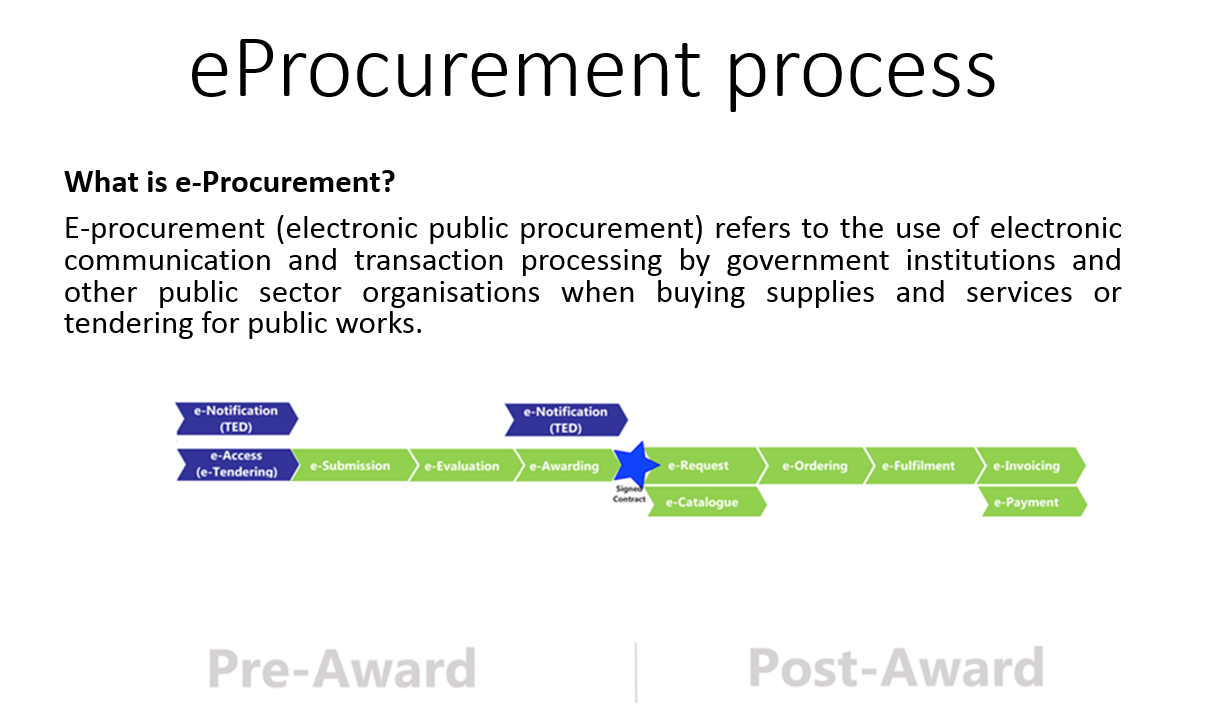 eProcurement process
What is e-Procurement?
E-procurement (electronic public procurement) refers to the use of electronic
communication and transaction processing by government institutions and
other public sector organisations when buying supplies and services or
tendering for public works.
e-Notification
(TED)
e-Notification
(TED)
e-Access
(e-Tendering)
e-Submission
e-Evaluation
e-Awarding
Signed
Contract
e-Request
e-Ordering
e-Fulfilment
e-Invoicing
e-Catalogue
e-Payment
Pre-Award
Post-Award